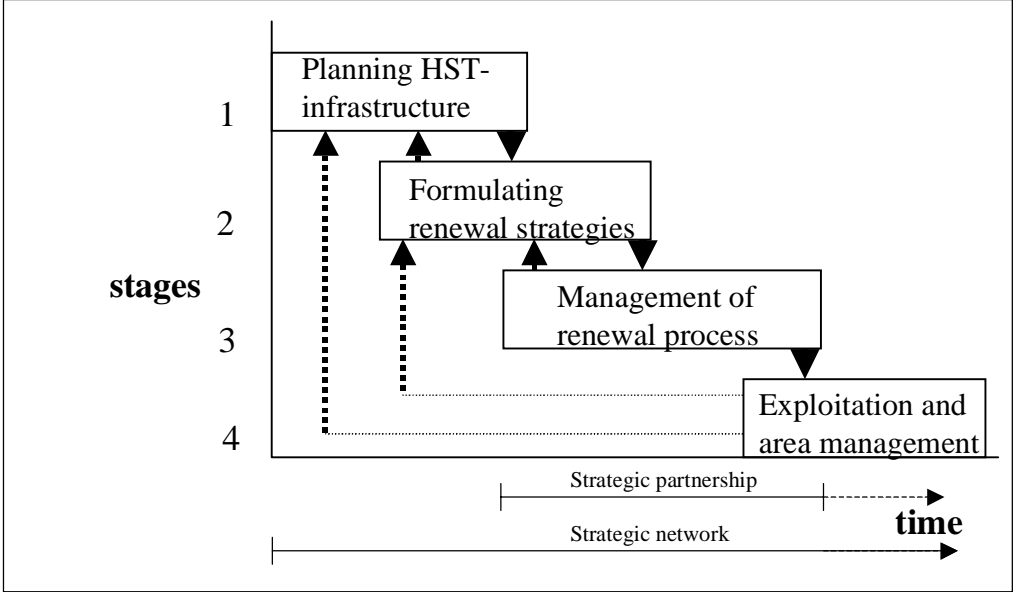 Planning HST-
infrastructure
1
Formulating
renewal strategies
2
stages
Management of
renewal process
3
Exploitation and
area management
4
Strategic partnership
time
Strategic network